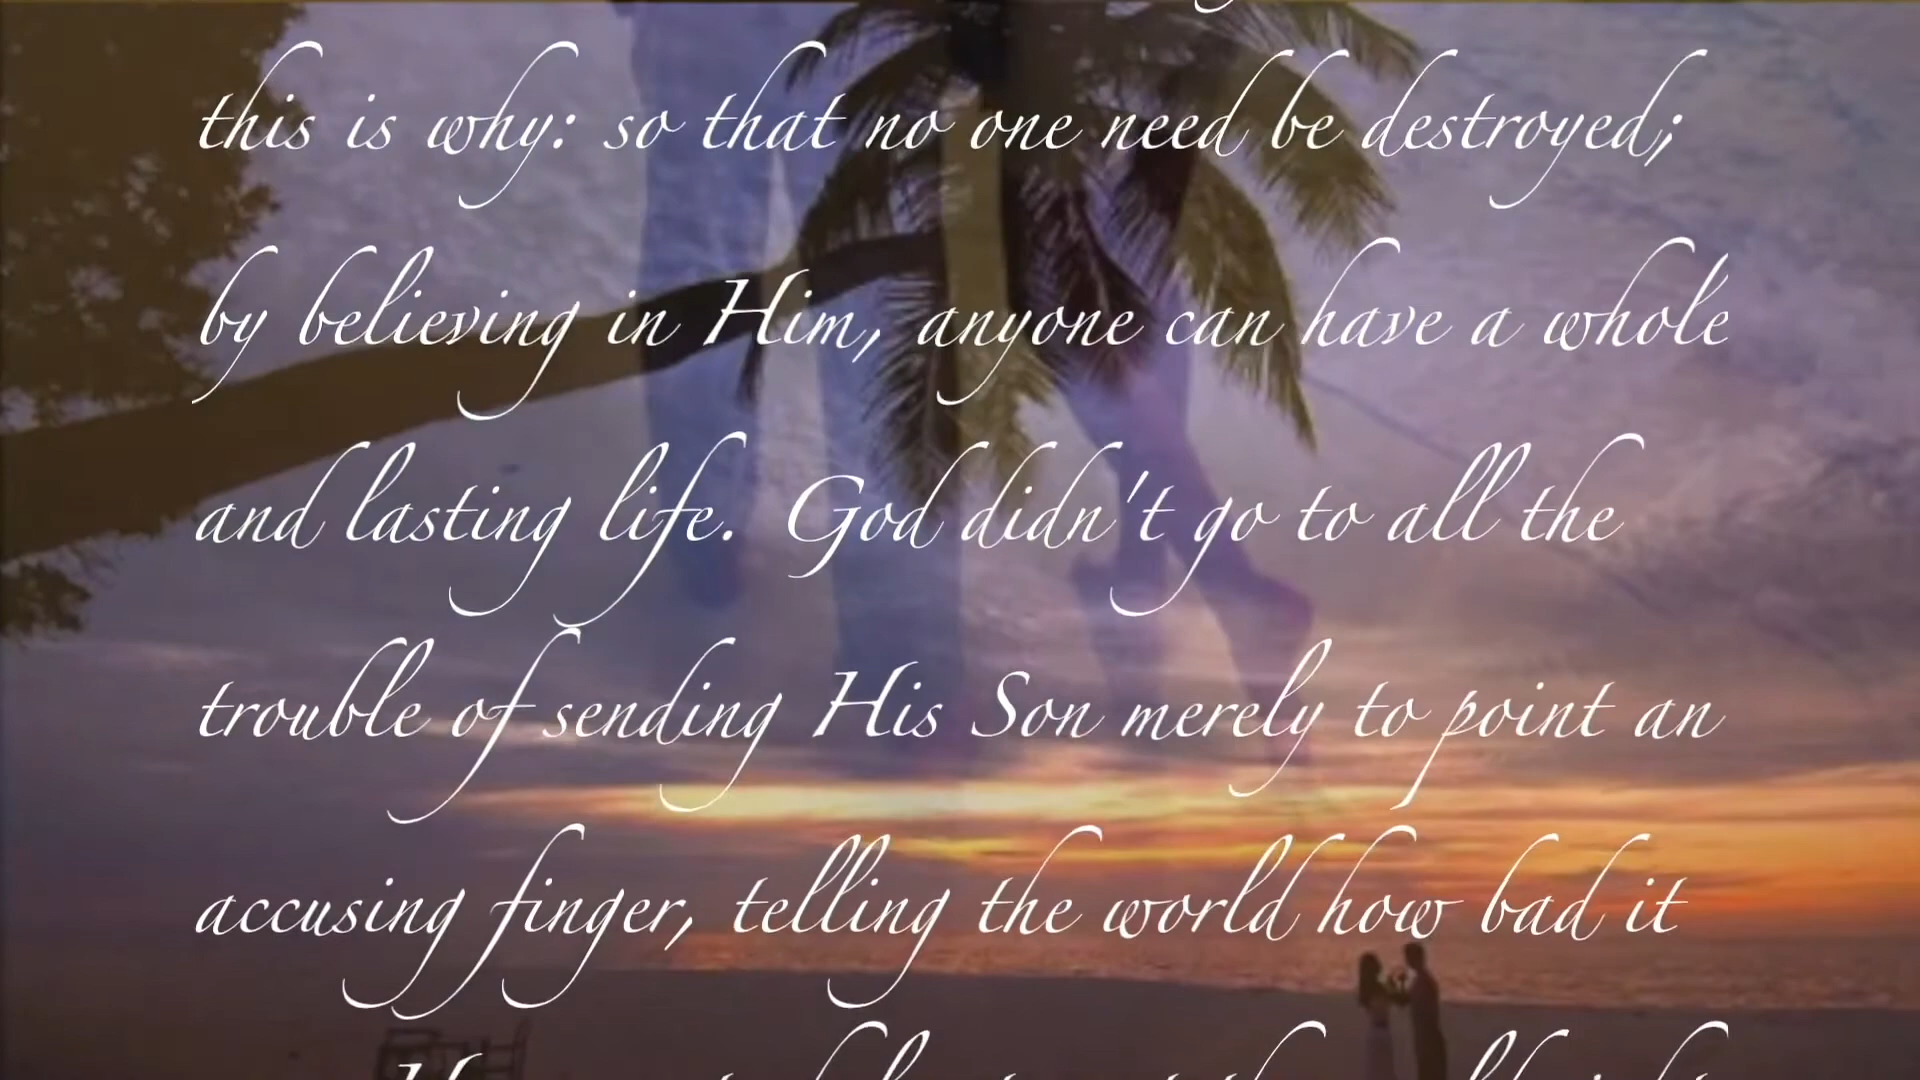 this is why: so that no one need be destroyed;
by believing in Him, anyone can have a whole
and lasting life. God didn't go to all the
trouble of sending His Son merely to point an
accusing finger, telling the world how bad it